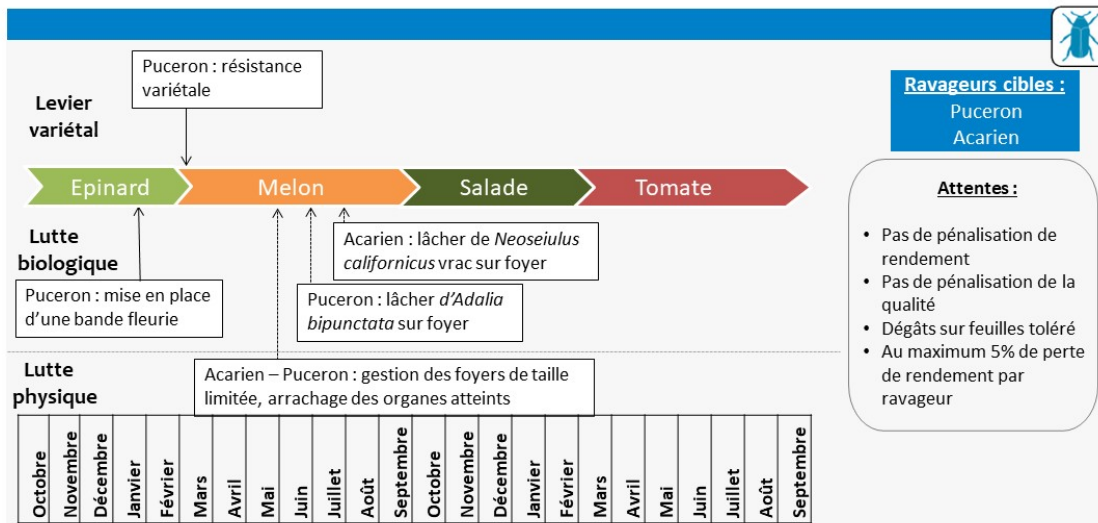 Puceron : résistance
variétale
Levier
variétal
Ravageurs cibles :
Puceron
Acarien
Epinard
Melon
Salade
Tomate
Lutte
biologique
Puceron : mise en place
d'une bande fleurie
Acarien : lâcher de Neoseiulus
californicus vrac sur foyer
Puceron : lâcher d'Adalia
bipunctata sur foyer
Lutte
physique
Acarien – Puceron : gestion des foyers de taille
limitée, arrachage des organes atteints
Attentes :
• Pas de pénalisation de
rendement
• Pas de pénalisation de la
qualité
• Dégâts sur feuilles toléré
• Au maximum 5% de perte
de rendement par
ravageur
Octobre
Novembre
Décembre
Janvier
Février
Mars
Avril
Mai
Juin
Juillet
Août
Septembre
Octobre
Novembre
Décembre
Janvier
Février
Mars
Avril
Mai
Juin
Juillet
Août
Septembre